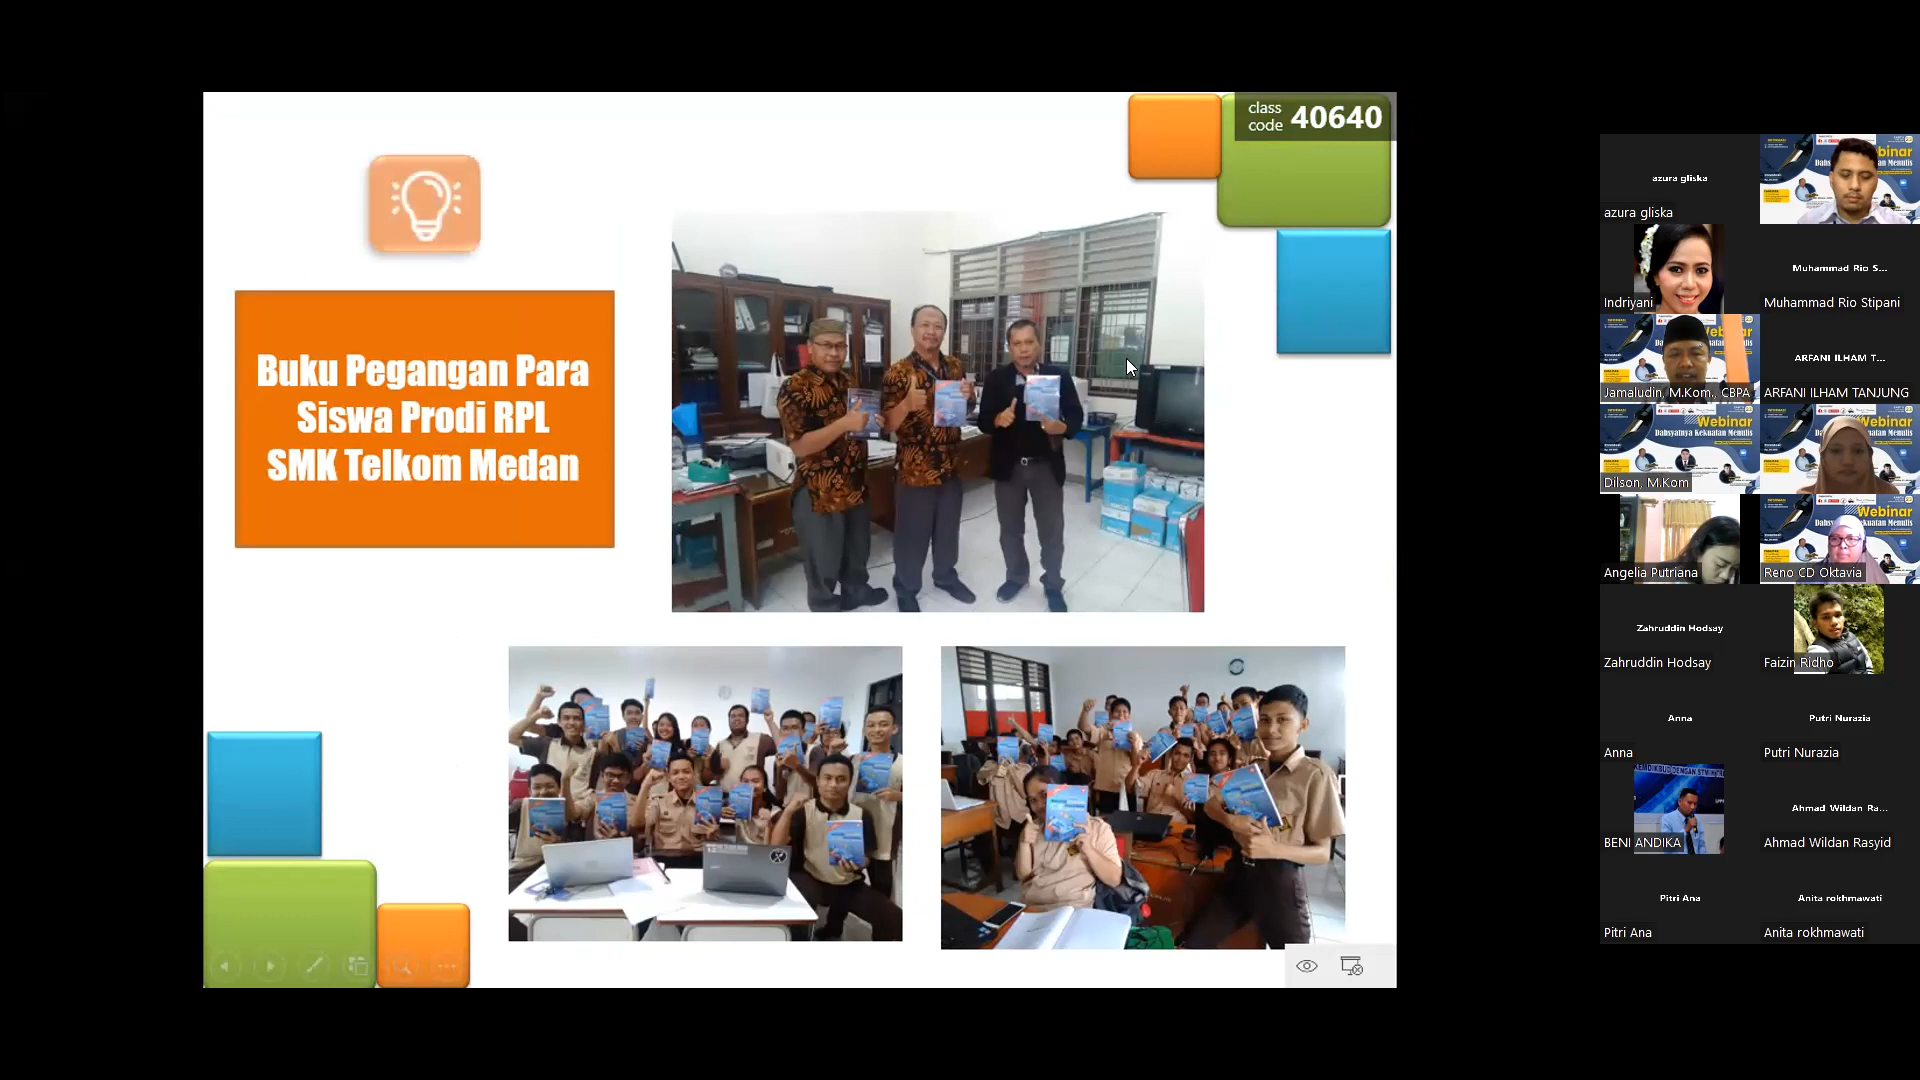 class
code 40640
Buku Pegangan Para
Siswa Prodi RPL
SMK Telkom Medan
azura gliska
azura gliska
Indriyani
Muhammad Rio S...
Muhammad Rio Stipani
Jamaludin, M.Kom., CBPA
ARFANI ILHAM T...
ARFANI ILHAM TANJUNG
Webinar
Dahsyatnya Kekuatan Menulis
Dilson, M.Kom
Angelia Putriana
Webinar
Reno CD Oktavia
Zahruddin Hodsay
Zahruddin Hodsay
Faizin Ridho
Anna
Anna
Putri Nurazia
Putri Nurazia
BENI ANDIKA
Ahmad Wildan Ra...
Ahmad Wildan Rasyid
Pitri Ana
Pitri Ana
Anita rokhmawati
Anita rokhmawati